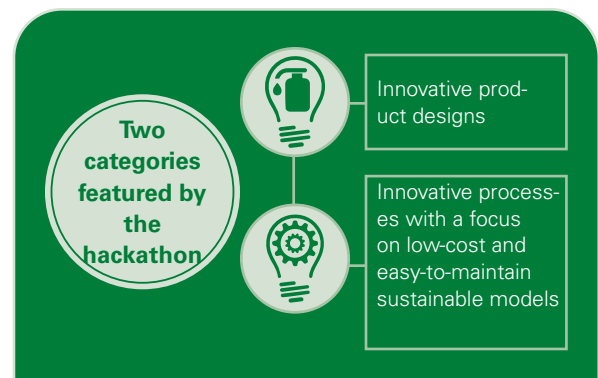 Two
categories
featured by
the
hackathon
Innovative prod-
uct designs
Innovative process-
es with a focus
on low-cost and
easy-to-maintain
sustainable models